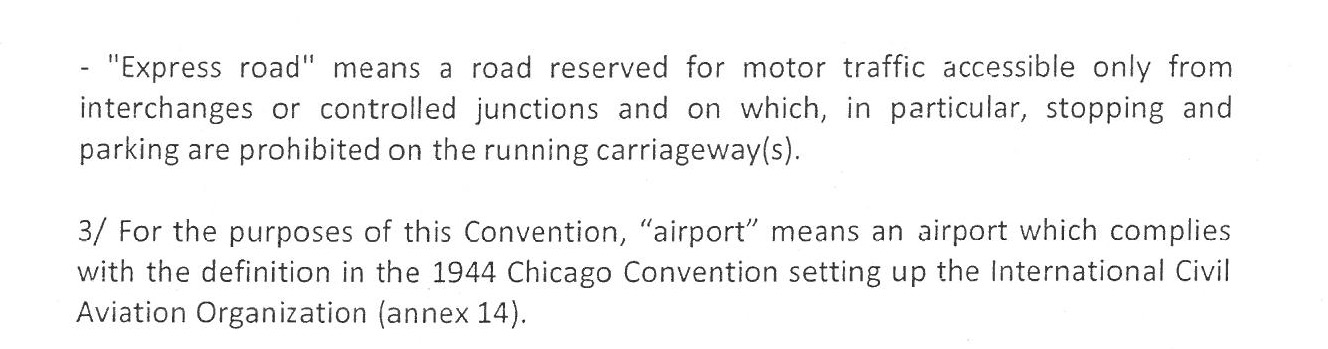 - "Express road" means a road reserved for motor traffic accessible only from
interchanges or controlled junctions and on which, in particular, stopping and
parking are prohibited on the running carriageway(s).
3/ For the purposes of this Convention, “airport” means an airport which complies
with the definition in the 1944 Chicago Convention setting up the International Civil
Aviation Organization (annex 14).